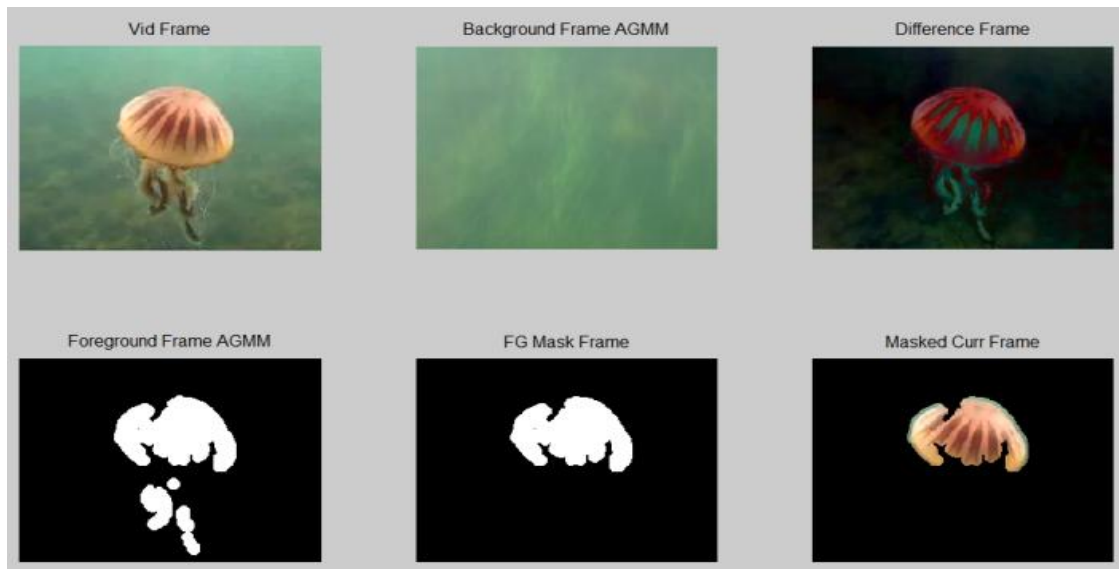 Vid Frame
Background Frame AGMM
Difference Frame
Foreground Frame AGMM
FG Mask Frame
Masked Curr Frame